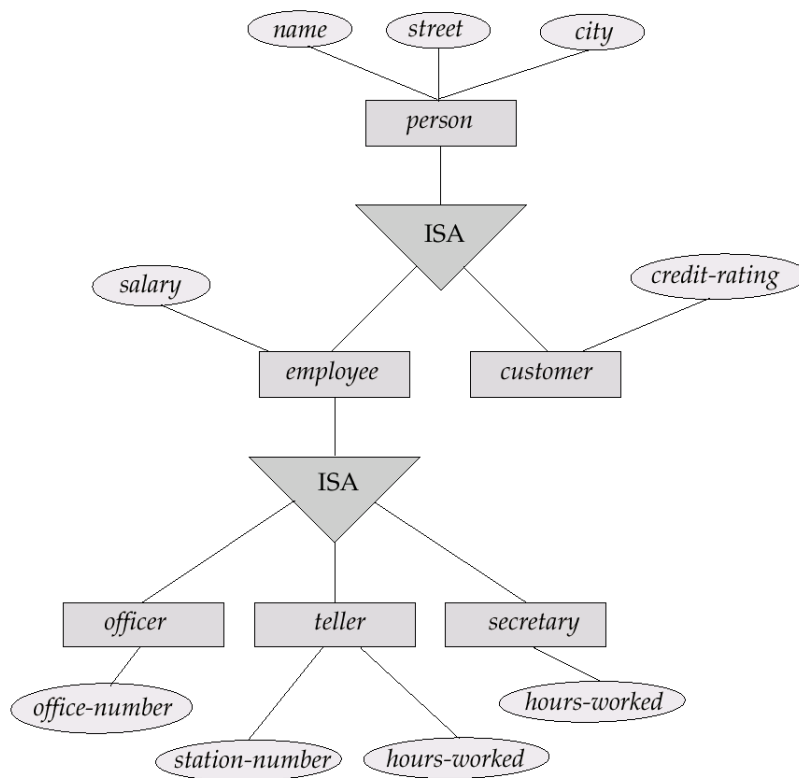 name
street
city
person
ISA
salary
credit-rating
employee
customer
ISA
officer
teller
secretary
office-number
hours-worked
station-number
hours-worked